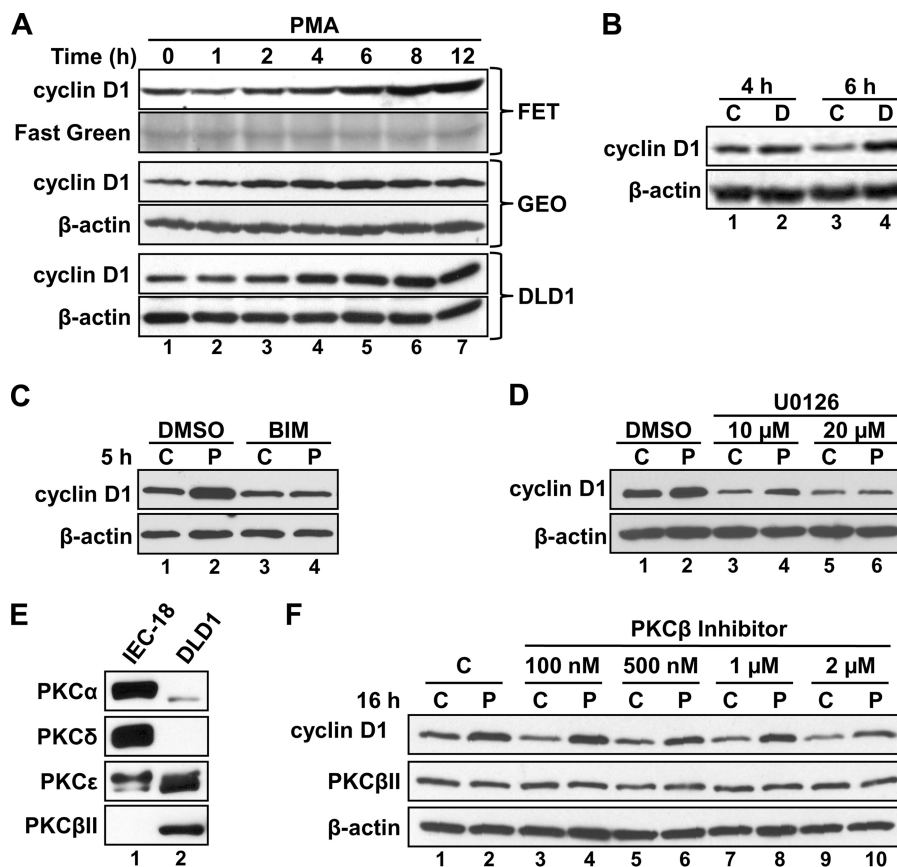 A
PMA
Time (h) 0 1 2 4 6 8 12
cyclin D1
Fast Green
FET
cyclin D1
β-actin
GEO
cyclin D1
β-actin
DLD1
1 2 3 4 5 6 7
B
4 h 6 h
C D C D
cyclin D1
β-actin
1 2 3 4
C
DMSO BIM
5 h C P C P
cyclin D1
β-actin
1 2 3 4
D
U0126
DMSO 10 µM 20 µM
C P C P C P
cyclin D1
β-actin
1 2 3 4 5 6
E
IEC-18 DLD1
PKCα
PKCδ
PKCε
PKCβII
1 2
F
PKCβ Inhibitor
C 100 nM 500 nM 1 µM 2 µM
16 h C P C P C P C P C P
cyclin D1
PKCβII
β-actin
1 2 3 4 5 6 7 8 9 10